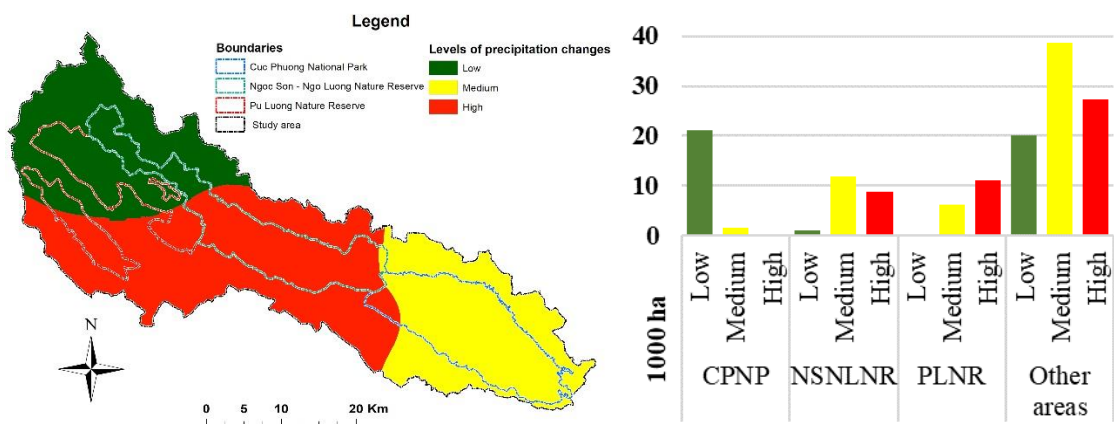 Legend
Boundaries
Cuc Phuong National Park
Ngoc Son - Ngo Luong Nature Reserve
Pu Luong Nature Reserve
Study area
Levels of precipitation changes
Low
Medium
High
N
0 5 10 20 Km
40
30
20
10
0
1000 ha
Low
Medium
High
Low
Medium
High
Low
Medium
High
Low
Medium
High
CPNP
NSNLNR
PLNR
Other
areas